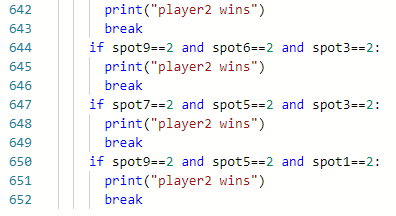 642 print("player2 wins")
643 break
644 if spot9==2 and spot6==2 and spot3==2:
645 print("player2 wins")
646 break
647 if spot7==2 and spot5==2 and spot3==2:
648 print("player2 wins")
649 break
650 if spot9==2 and spot5==2 and spot1==2:
651 print("player2 wins")
652 break